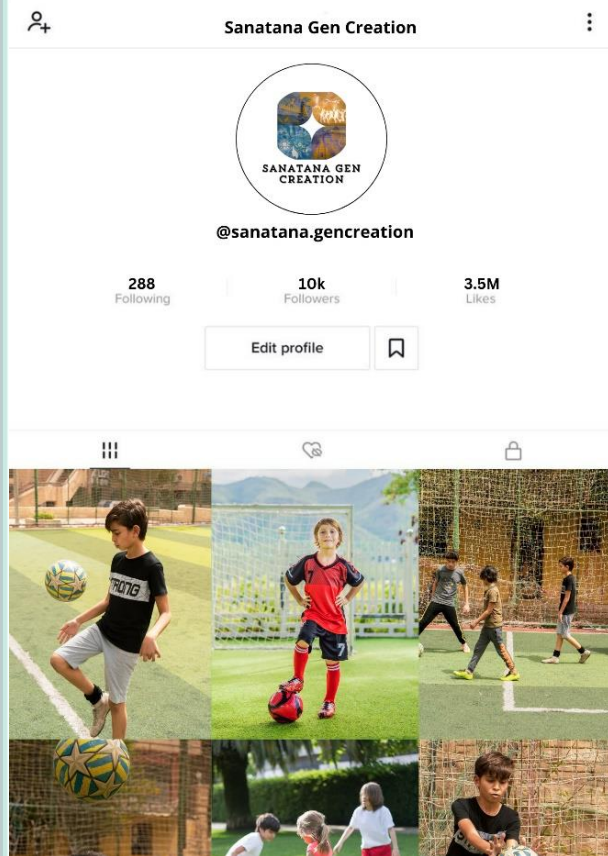 Sanatana Gen Creation
SANATANA GEN
CREATION
@sanatana.gencreation
288
Following
10k
Followers
3.5M
Likes
Edit profile
TRONG
7
7